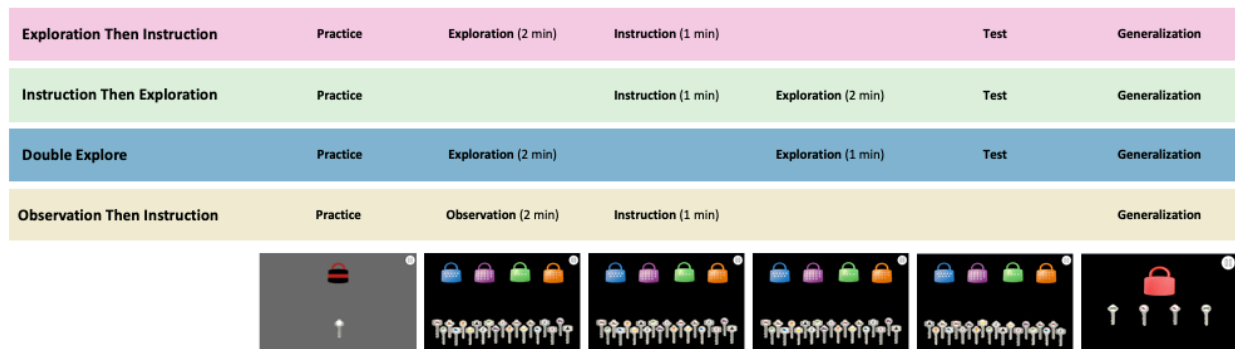 Exploration Then Instruction Practice Exploration (2 min) Instruction (1 min) Test Generalization
Instruction Then Exploration Practice Instruction (1 min) Exploration (2 min) Test Generalization
Double Explore Practice Exploration (2 min) Exploration (1 min) Test Generalization
Observation Then Instruction Practice Observation (2 min) Instruction (1 min) Generalization